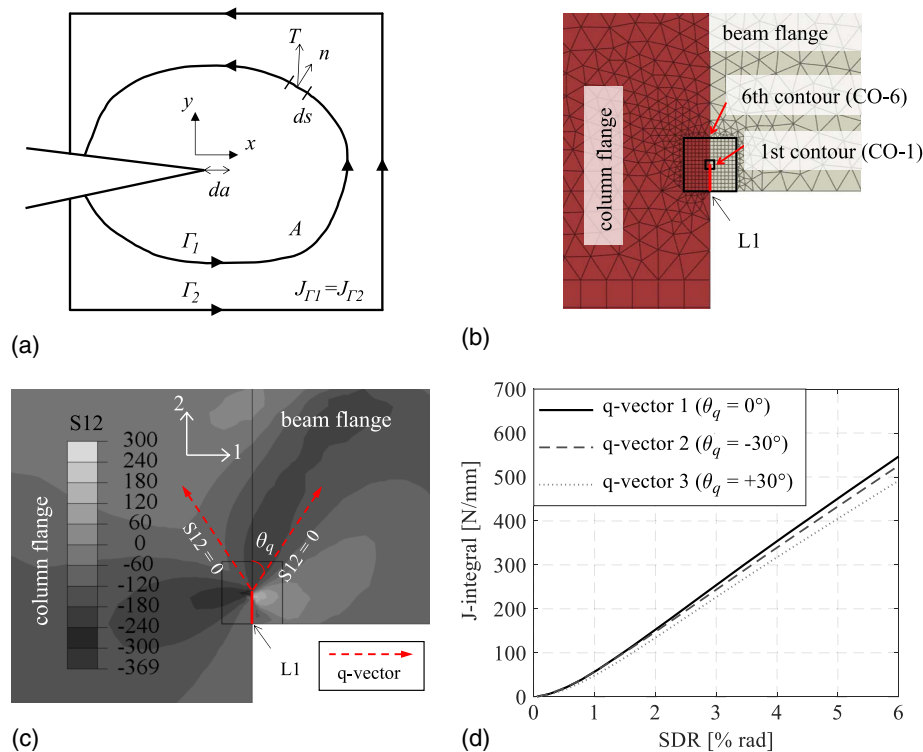 T
n
ds
y
x
da
A
Γ1
Γ2
JΓ1=JΓ2
(a)
beam flange
6th contour (CO-6)
1st contour (CO-1)
column flange
L1
(b)
S12
300
240
180
120
60
0
-60
-120
-180
-240
-300
-369
column flange
2
1
beam flange
θq
S12 = 0
S12 = 0
L1
q-vector
(c)
700
600
500
400
300
200
100
0
J-integral [N/mm]
q-vector 1 (θq = 0°)
q-vector 2 (θq = -30°)
q-vector 3 (θq = +30°)
0 1 2 3 4 5 6
SDR [% rad]
(d)